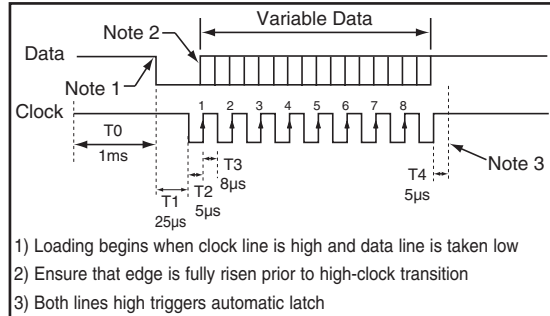 Variable Data
Note 2
Data
Note 1
Clock
1 2 3 4 5 6 7 8
T0
1ms
T3
8µs
Note 3
T2
5µs
T4
5µs
T1
25µs
1) Loading begins when clock line is high and data line is taken low
2) Ensure that edge is fully risen prior to high-clock transition
3) Both lines high triggers automatic latch